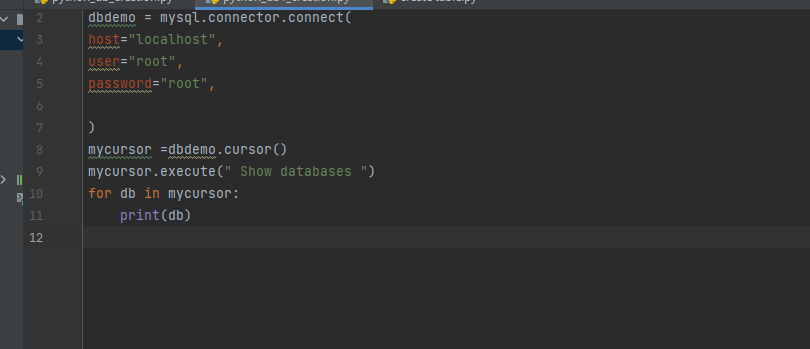 2 dbdemo = mysql.connector.connect(
3 host="localhost",
4 user="root",
5 password="root",
6
7 )
8 mycursor =dbdemo.cursor()
9 mycursor.execute(" Show databases ")
10 for db in mycursor:
11     print(db)
12